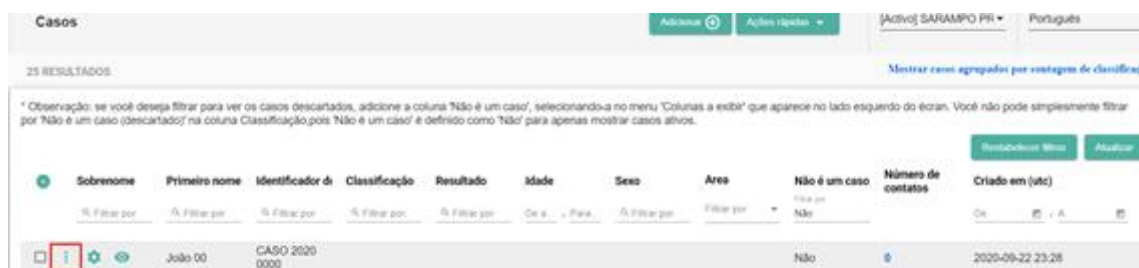 Casos
Adicionar
Ações rápidas
[Activo] SARAMPO PR
Português
25 RESULTADOS
Mostrar casos agrupados por contagem de
* Observação: se você deseja filtrar para ver os casos descartados, adicione a coluna 'Não é um caso', selecionando-a no menu 'Colunas a exibir' que aparece no lado esquerdo do écran. Você não pode simplesmente filtrar
por 'Não é um caso (descartado)' na coluna Classificação,pois 'Não é um caso' é definido como 'Não' para apenas mostrar casos ativos.
Restabelecer filtros Atualizar
Sobrenome Primeiro nome Identificador d Classificação Resultado Idade Sexo Area Não é um caso Número de contatos Criado em (utc)
Filtrar por Filtrar por Filtrar por Filtrar por Filtrar por De a... - Para... Filtrar por Filtrar por Filtrar por Não De - A
João 00 CASO 2020 0000 Não 0 2020-09-22 23:28